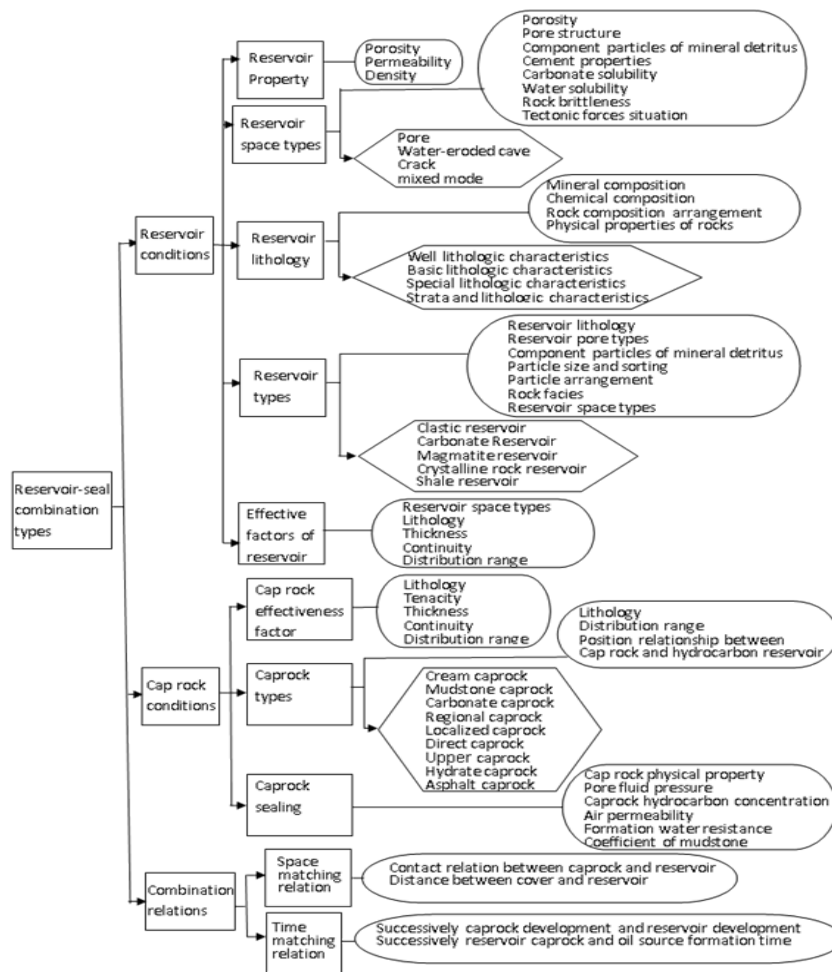 Reservoir-seal
combination
types
Reservoir
conditions
Reservoir
Property
Porosity
Permeability
Density
Reservoir
space types
Porosity
Pore structure
Component particles of mineral detritus
Cement properties
Carbonate solubility
Water solubility
Rock brittleness
Tectonic forces situation
Pore
Water-eroded cave
Crack
mixed mode
Reservoir
lithology
Mineral composition
Chemical composition
Rock composition arrangement
Physical properties of rocks
Well lithologic characteristics
Basic lithologic characteristics
Special lithologic characteristics
Strata and lithologic characteristics
Reservoir
types
Reservoir lithology
Reservoir pore types
Component particles of mineral detritus
Particle size and sorting
Particle arrangement
Rock facies
Reservoir space types
Clastic reservoir
Carbonate Reservoir
Magmatite reservoir
Crystalline rock reservoir
Shale reservoir
Effective
factors of
reservoir
Reservoir space types
Lithology
Thickness
Continuity
Distribution range
Cap rock
conditions
Cap rock
effectiveness
factor
Lithology
Tenacity
Thickness
Continuity
Distribution range
Caprock
types
Lithology
Distribution range
Position relationship between
Cap rock and hydrocarbon reservoir
Cream caprock
Mudstone caprock
Carbonate caprock
Regional caprock
Localized caprock
Direct caprock
Upper caprock
Hydrate caprock
Asphalt caprock
Caprock
sealing
Cap rock physical property
Pore fluid pressure
Caprock hydrocarbon concentration
Air permeability
Formation water resistance
Coefficient of mudstone
Combination
relations
Space
matching
relation
Contact relation between caprock and reservoir
Distance between cover and reservoir
Time
matching
relation
Successively caprock development and reservoir development
Successively reservoir caprock and oil source formation time